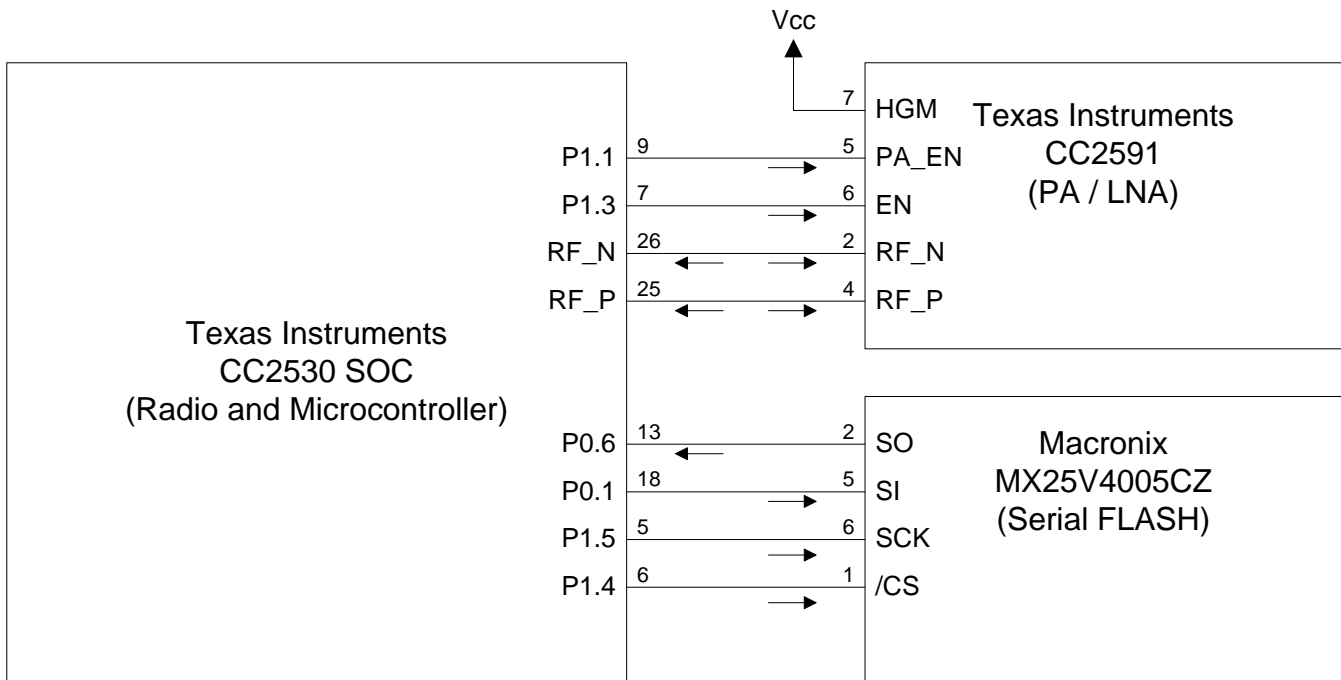 Vcc
7 HGM
Texas Instruments
CC2591
(PA / LNA)
P1.1 9 5 PA_EN
P1.3 7 6 EN
RF_N 26 2 RF_N
RF_P 25 4 RF_P
Texas Instruments
CC2530 SOC
(Radio and Microcontroller)
P0.6 13 2 SO
P0.1 18 5 SI
P1.5 5 6 SCK
P1.4 6 1 /CS
Macronix
MX25V4005CZ
(Serial FLASH)